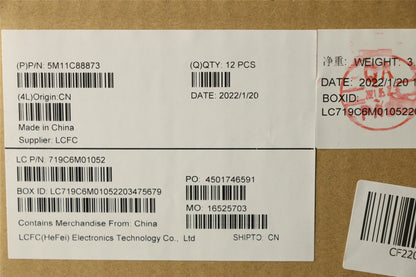 (P)P/N: 5M11C88873
(Q)QTY: 12 PCS
(4L)Origin:CN
DATE: 2022/1/20
Made in China
Supplier: LCFC
LC P/N: 719C6M01052
PO: 4501746591
BOX ID: LC719C6M01052203475679
MO: 16525703
Contains Merchandise From: China
LCFC(HeFei) Electronics Technology Co., Ltd
SHIPTO: CN
净重: WEIGHT: 3
DATE: 2022/1/20 1
BOXID:
LC719C6M0105220
CF220